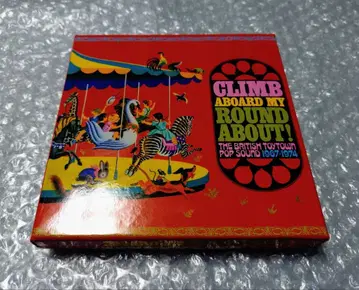 CLIMB
ABOARD MY
ROUND
ABOUT!
THE BRITISH TOYTOWN
POP SOUND 1967-1974